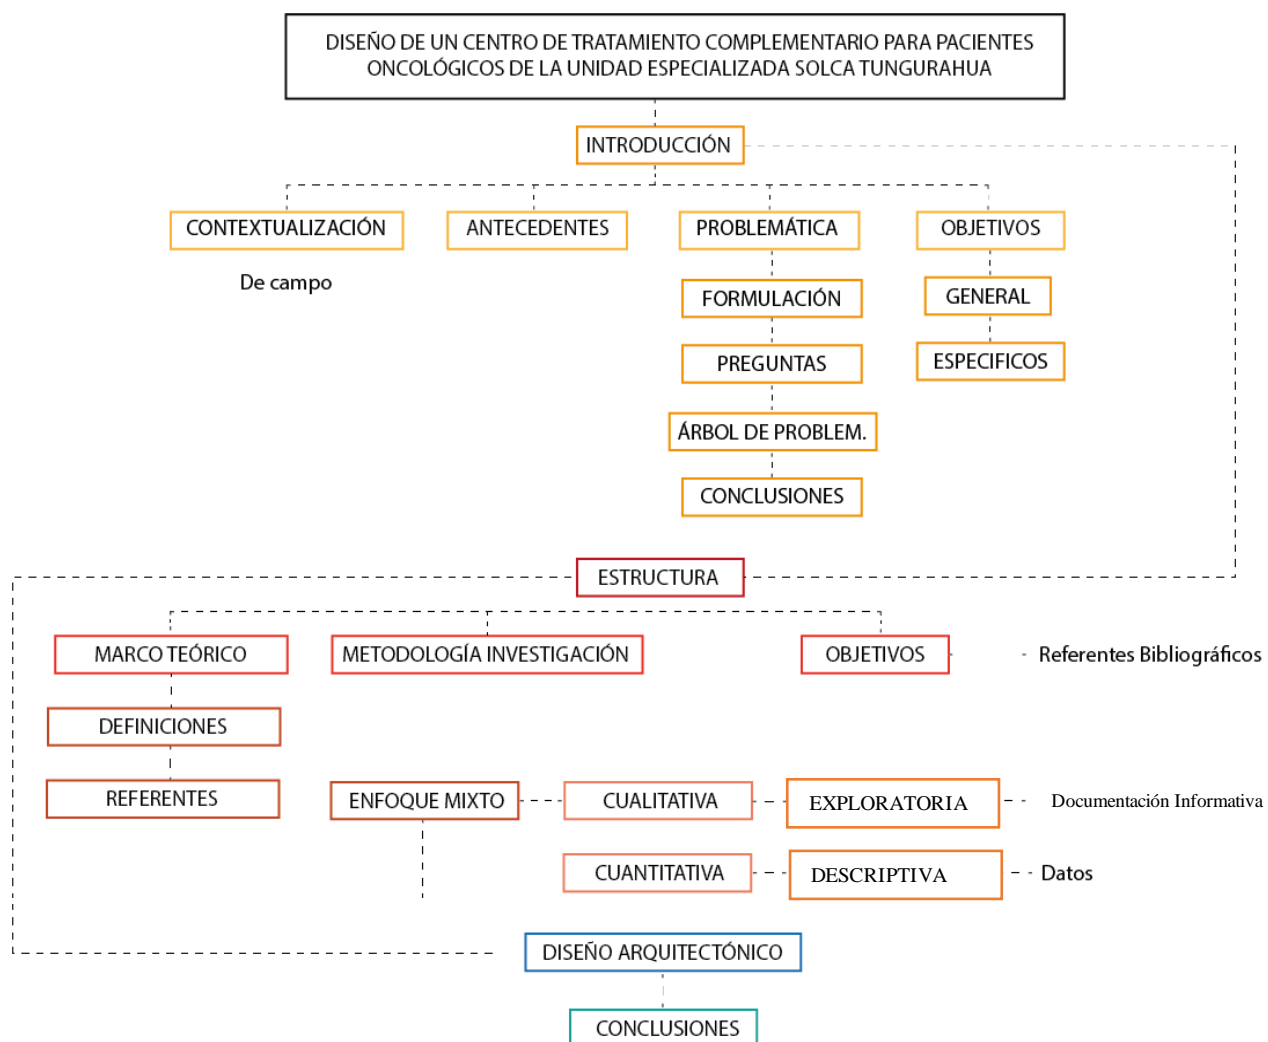 DISEÑO DE UN CENTRO DE TRATAMIENTO COMPLEMENTARIO PARA PACIENTES
ONCOLÓGICOS DE LA UNIDAD ESPECIALIZADA SOLCA TUNGURAHUA
INTRODUCCIÓN
CONTEXTUALIZACIÓN
ANTECEDENTES
PROBLEMÁTICA
OBJETIVOS
De campo
FORMULACIÓN
GENERAL
PREGUNTAS
ESPECIFICOS
ÁRBOL DE PROBLEM.
CONCLUSIONES
ESTRUCTURA
MARCO TEÓRICO
METODOLOGÍA INVESTIGACIÓN
OBJETIVOS
Referentes Bibliográficos
DEFINICIONES
REFERENTES
ENFOQUE MIXTO
CUALITATIVA
EXPLORATORIA
Documentación Informativa
CUANTITATIVA
DESCRIPTIVA
Datos
DISEÑO ARQUITECTÓNICO
CONCLUSIONES